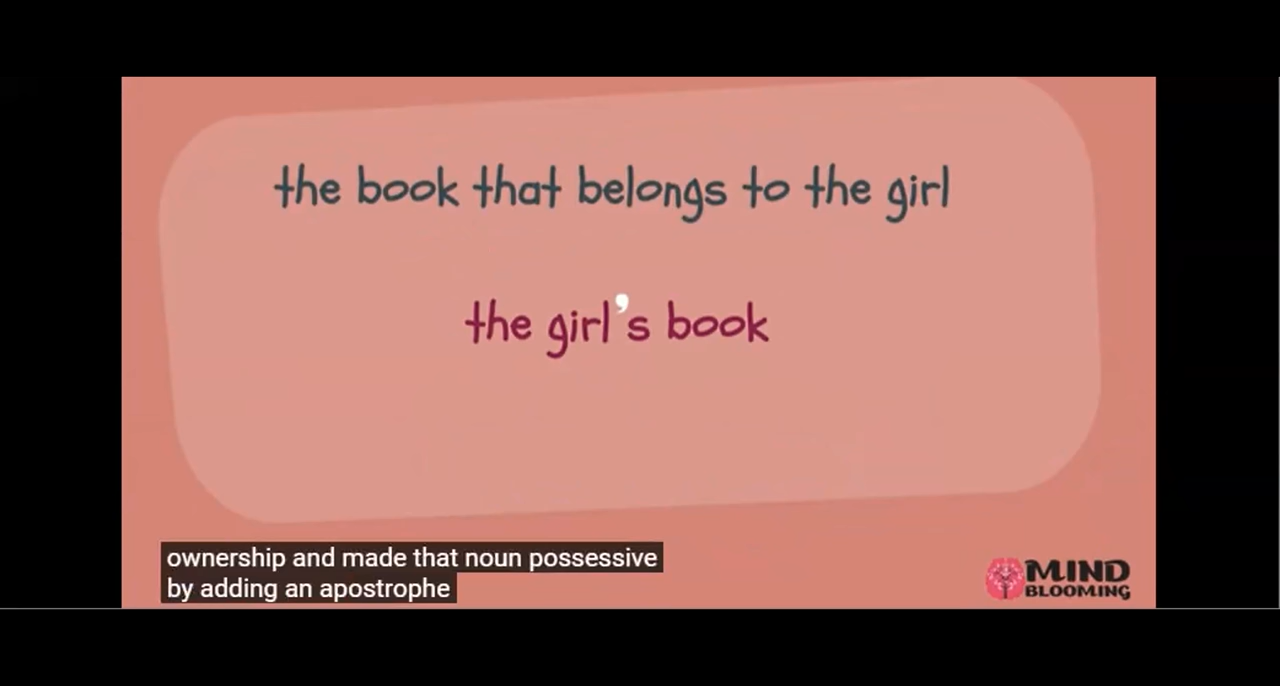 the book that belongs to the girl
the girl's book
ownership and made that noun possessive
by adding an apostrophe
MIND
BLOOMING